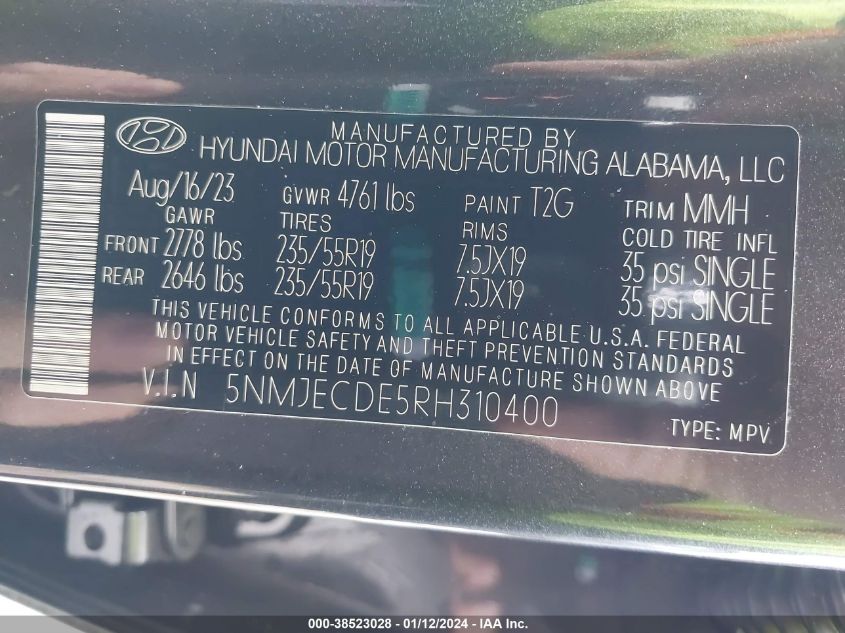 MANUFACTURED BY
HYUNDAI MOTOR MANUFACTURING ALABAMA, LLC
Aug/16/23 GVWR 4761 lbs PAINT T2G TRIM MMH
GAWR TIRES RIMS COLD TIRE INFL
FRONT 2778 lbs 235/55R19 7.5JX19 35 psi SINGLE
REAR 2646 lbs 235/55R19 7.5JX19 35 psi SINGLE
THIS VEHICLE CONFORMS TO ALL APPLICABLE U.S.A. FEDERAL
MOTOR VEHICLE SAFETY AND THEFT PREVENTION STANDARDS
IN EFFECT ON THE DATE OF MANUFACTURE SHOWN ABOVE
V.I.N 5NMJECDE5RH310400
TYPE: MPV
000-38523028 - 01/12/2024 - IAA Inc.